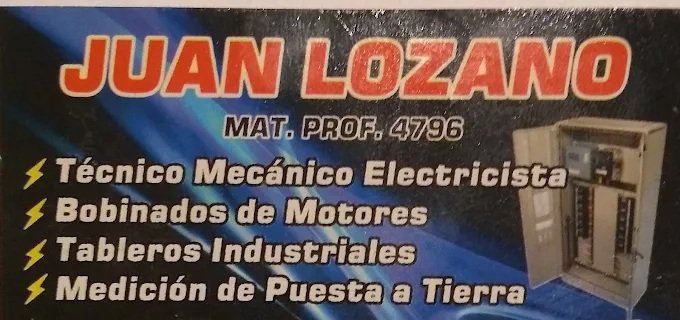 JUAN LOZANO
MAT. PROF. 4796
Técnico Mecánico Electricista
Bobinados de Motores
Tableros Industriales
Medición de Puesta a Tierra